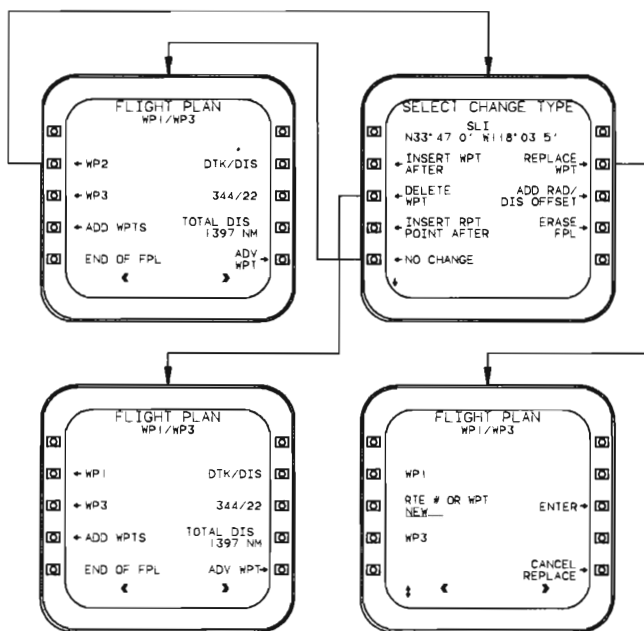 FLIGHT PLAN
WP1/WP3
←WP2 DTK/DIS
←WP3 344/22
←ADD WPTS TOTAL DIS
1397 NM
END OF FPL ADV→
WPT
SELECT CHANGE TYPE
SLI
N33°47 0' W118°03 5'
←INSERT WPT REPLACE
AFTER WPT
←DELETE ADD RAD/
WPT DIS OFFSET
←INSERT RPT ERASE
POINT AFTER FPL
←NO CHANGE
FLIGHT PLAN
WP1/WP3
←WP1 DTK/DIS
←WP3 344/22
←ADD WPTS TOTAL DIS
1397 NM
END OF FPL ADV WPT→
FLIGHT PLAN
WP1/WP3
WP1
RTE # OR WPT
NEW__ ENTER→
WP3
CANCEL→
REPLACE